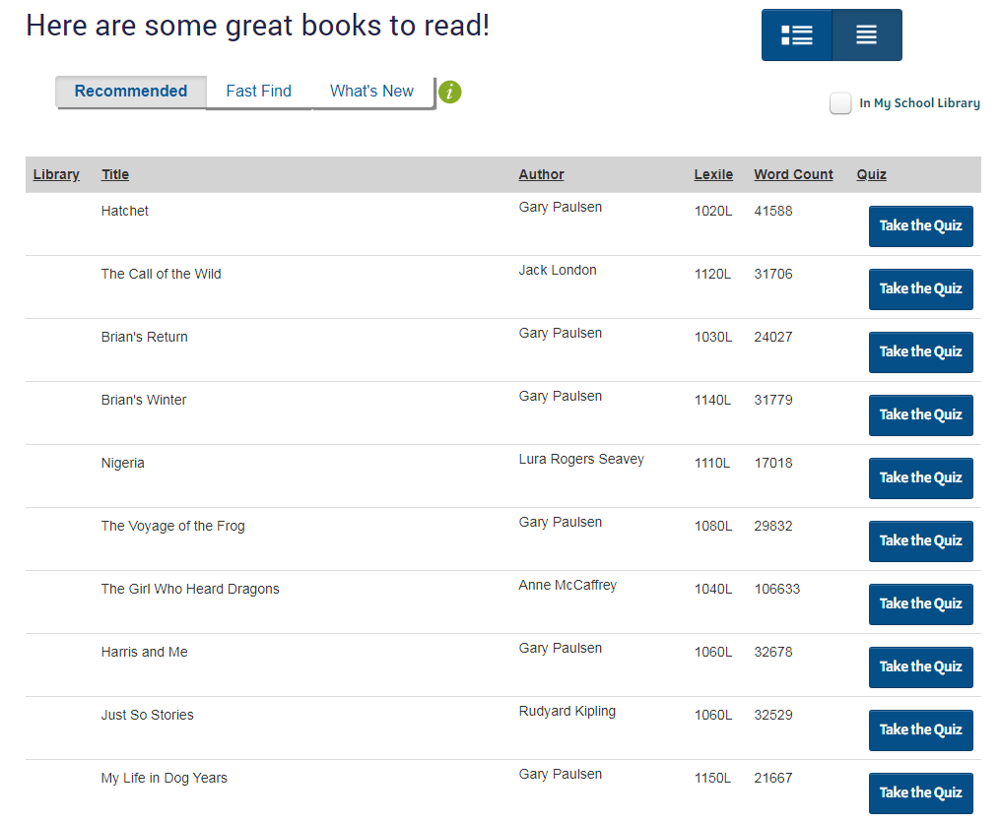 Here are some great books to read!
Recommended Fast Find What's New i
In My School Library
Library Title Author Lexile Word Count Quiz
Hatchet Gary Paulsen 1020L 41588 Take the Quiz
The Call of the Wild Jack London 1120L 31706 Take the Quiz
Brian's Return Gary Paulsen 1030L 24027 Take the Quiz
Brian's Winter Gary Paulsen 1140L 31779 Take the Quiz
Nigeria Lura Rogers Seavey 1110L 17018 Take the Quiz
The Voyage of the Frog Gary Paulsen 1080L 29832 Take the Quiz
The Girl Who Heard Dragons Anne McCaffrey 1040L 106633 Take the Quiz
Harris and Me Gary Paulsen 1060L 32678 Take the Quiz
Just So Stories Rudyard Kipling 1060L 32529 Take the Quiz
My Life in Dog Years Gary Paulsen 1150L 21667 Take the Quiz